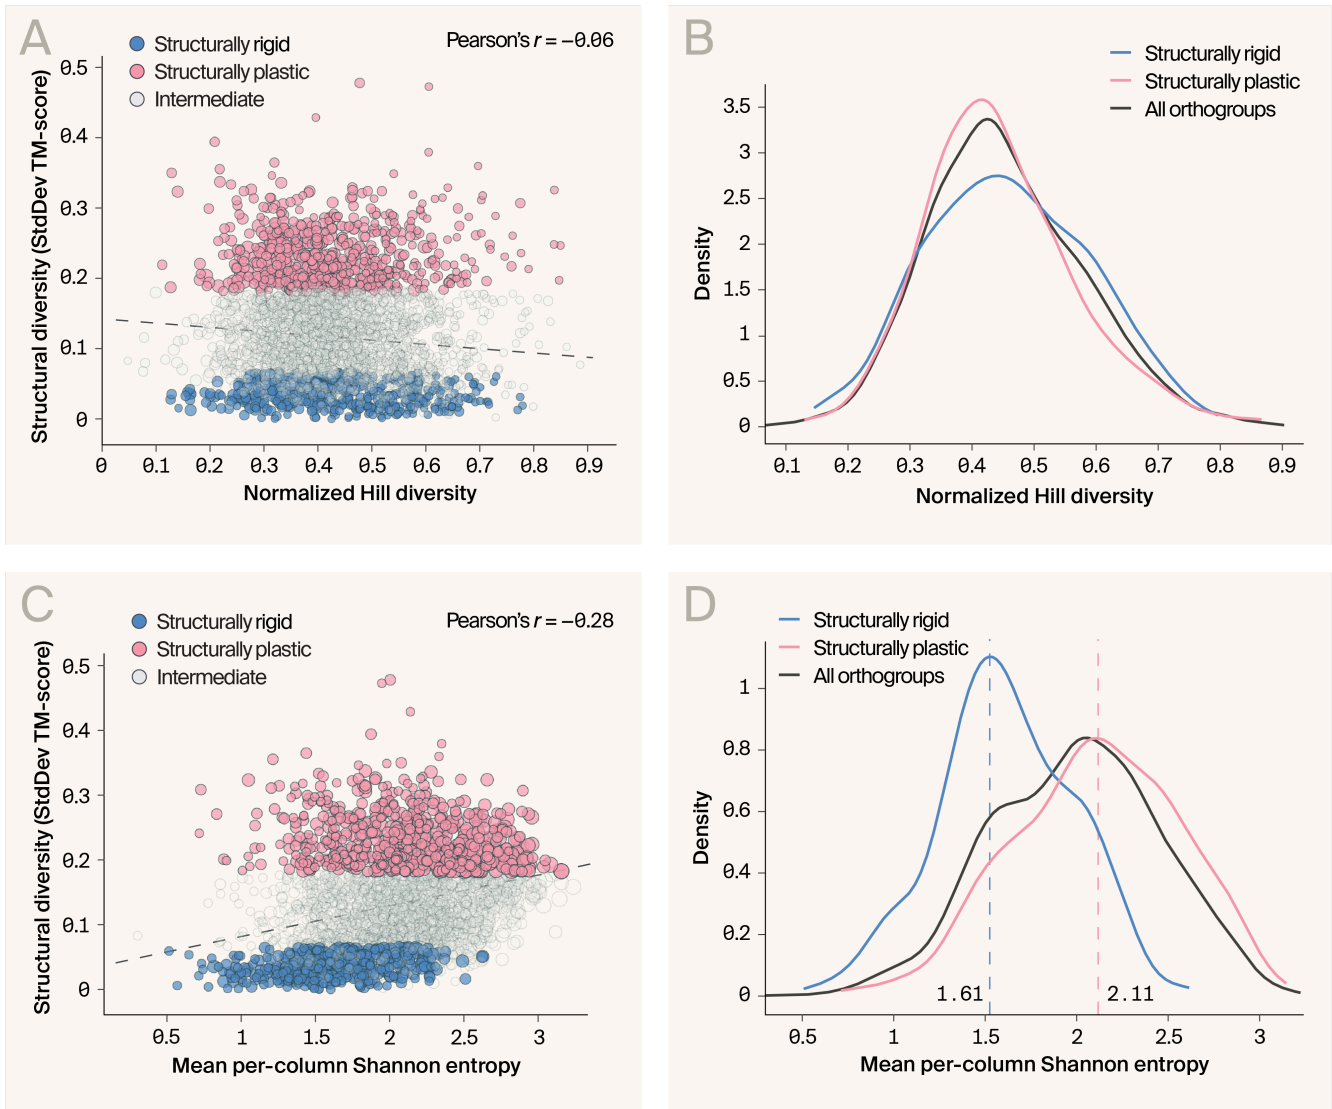 A
Structurally rigid
Structurally plastic
Intermediate
Pearson's r = −0.06
Structural diversity (StdDev TM-score)
0.5
0.4
0.3
0.2
0.1
0
0 0.1 0.2 0.3 0.4 0.5 0.6 0.7 0.8 0.9
Normalized Hill diversity
B
Structurally rigid
Structurally plastic
All orthogroups
Density
3.5
3
2.5
2
1.5
1
0.5
0
0.1 0.2 0.3 0.4 0.5 0.6 0.7 0.8 0.9
Normalized Hill diversity
C
Structurally rigid
Structurally plastic
Intermediate
Pearson's r = −0.28
Structural diversity (StdDev TM-score)
0.5
0.4
0.3
0.2
0.1
0
0.5 1 1.5 2 2.5 3
Mean per-column Shannon entropy
D
Structurally rigid
Structurally plastic
All orthogroups
Density
1
0.8
0.6
0.4
0.2
0
1.61 2.11
0.5 1 1.5 2 2.5 3
Mean per-column Shannon entropy